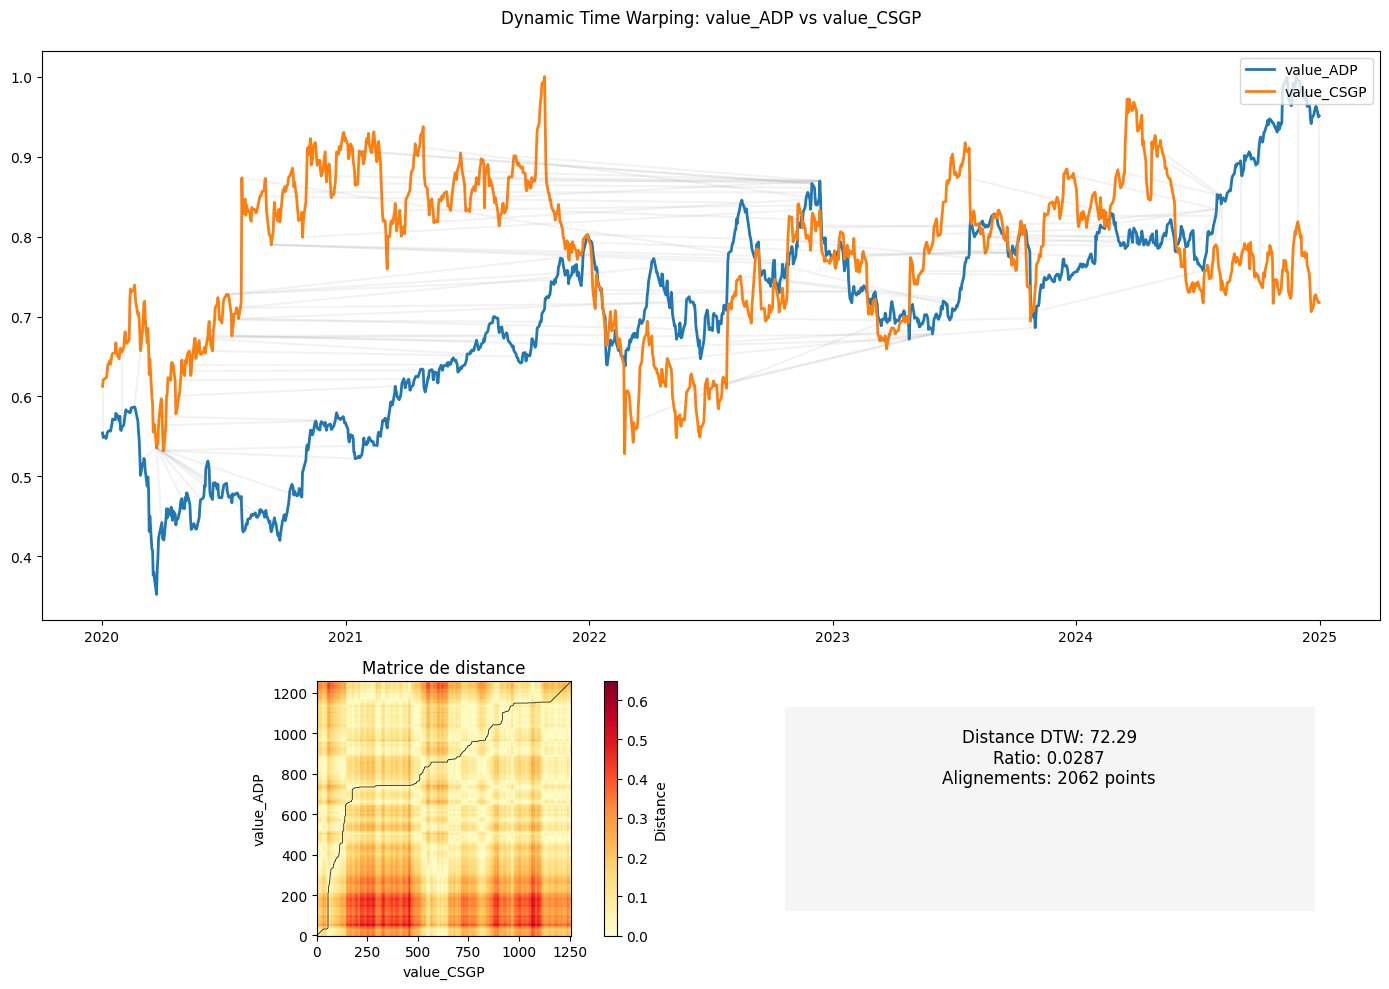 Dynamic Time Warping: value_ADP vs value_CSGP
value_ADP
value_CSGP
1.0
0.9
0.8
0.7
0.6
0.5
0.4
2020 2021 2022 2023 2024 2025
Matrice de distance
1200
1000
800
600
400
200
0
value_ADP
0 250 500 750 1000 1250
value_CSGP
0.6
0.5
0.4
0.3
0.2
0.1
0.0
Distance
Distance DTW: 72.29
Ratio: 0.0287
Alignements: 2062 points